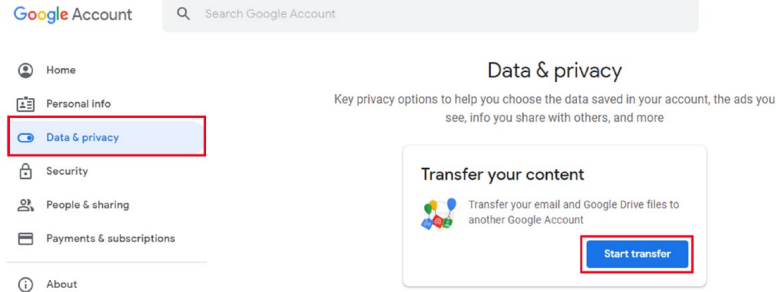 Google Account
Search Google Account
Home
Personal info
Data & privacy
Security
People & sharing
Payments & subscriptions
About
Data & privacy
Key privacy options to help you choose the data saved in your account, the ads you
see, info you share with others, and more
Transfer your content
Transfer your email and Google Drive files to
another Google Account
Start transfer